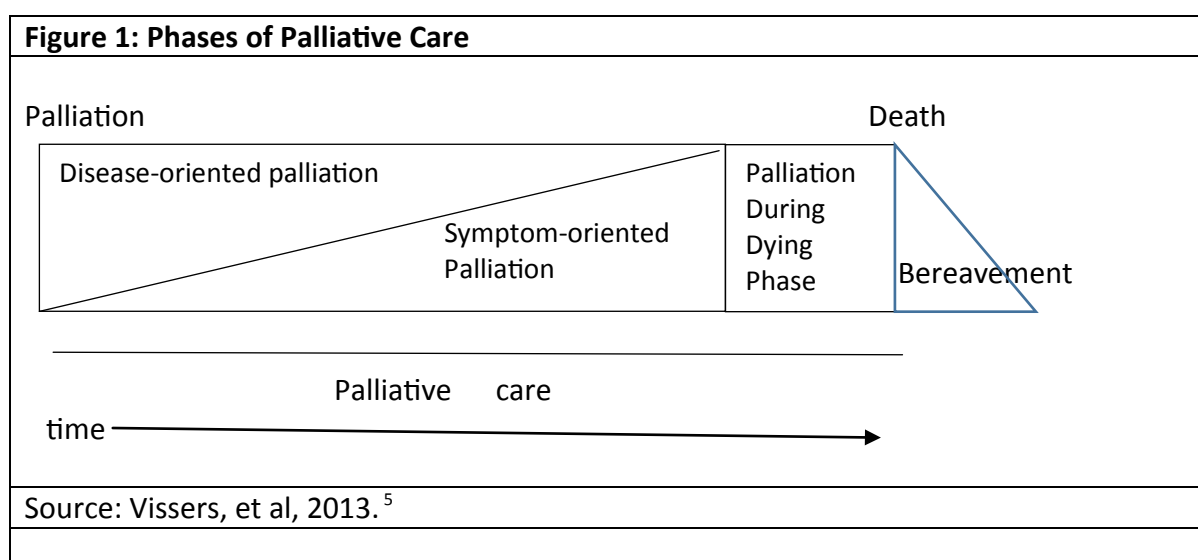 Figure 1: Phases of Palliative Care
Palliation
Death
Disease-oriented palliation
Symptom-oriented
Palliation
Palliation
During
Dying
Phase
Bereavement
Palliative care
time
Source: Vissers, et al, 2013. 5